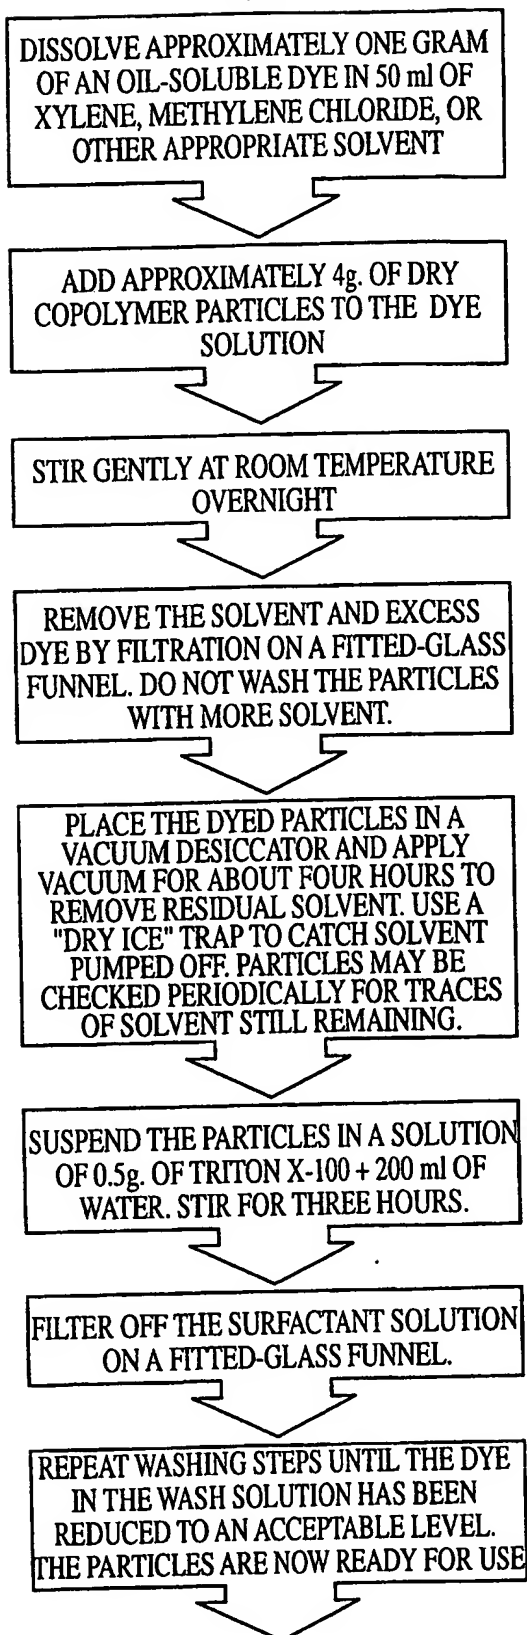 DISSOLVE APPROXIMATELY ONE GRAM
OF AN OIL-SOLUBLE DYE IN 50 ml OF
XYLENE, METHYLENE CHLORIDE, OR
OTHER APPROPRIATE SOLVENT
ADD APPROXIMATELY 4g. OF DRY
COPOLYMER PARTICLES TO THE DYE
SOLUTION
STIR GENTLY AT ROOM TEMPERATURE
OVERNIGHT
REMOVE THE SOLVENT AND EXCESS
DYE BY FILTRATION ON A FITTED-GLASS
FUNNEL. DO NOT WASH THE PARTICLES
WITH MORE SOLVENT.
PLACE THE DYED PARTICLES IN A
VACUUM DESICCATOR AND APPLY
VACUUM FOR ABOUT FOUR HOURS TO
REMOVE RESIDUAL SOLVENT. USE A
"DRY ICE" TRAP TO CATCH SOLVENT
PUMPED OFF. PARTICLES MAY BE
CHECKED PERIODICALLY FOR TRACES
OF SOLVENT STILL REMAINING.
SUSPEND THE PARTICLES IN A SOLUTION
OF 0.5g. OF TRITON X-100 + 200 ml OF
WATER. STIR FOR THREE HOURS.
FILTER OFF THE SURFACTANT SOLUTION
ON A FITTED-GLASS FUNNEL.
REPEAT WASHING STEPS UNTIL THE DYE
IN THE WASH SOLUTION HAS BEEN
REDUCED TO AN ACCEPTABLE LEVEL.
THE PARTICLES ARE NOW READY FOR USE